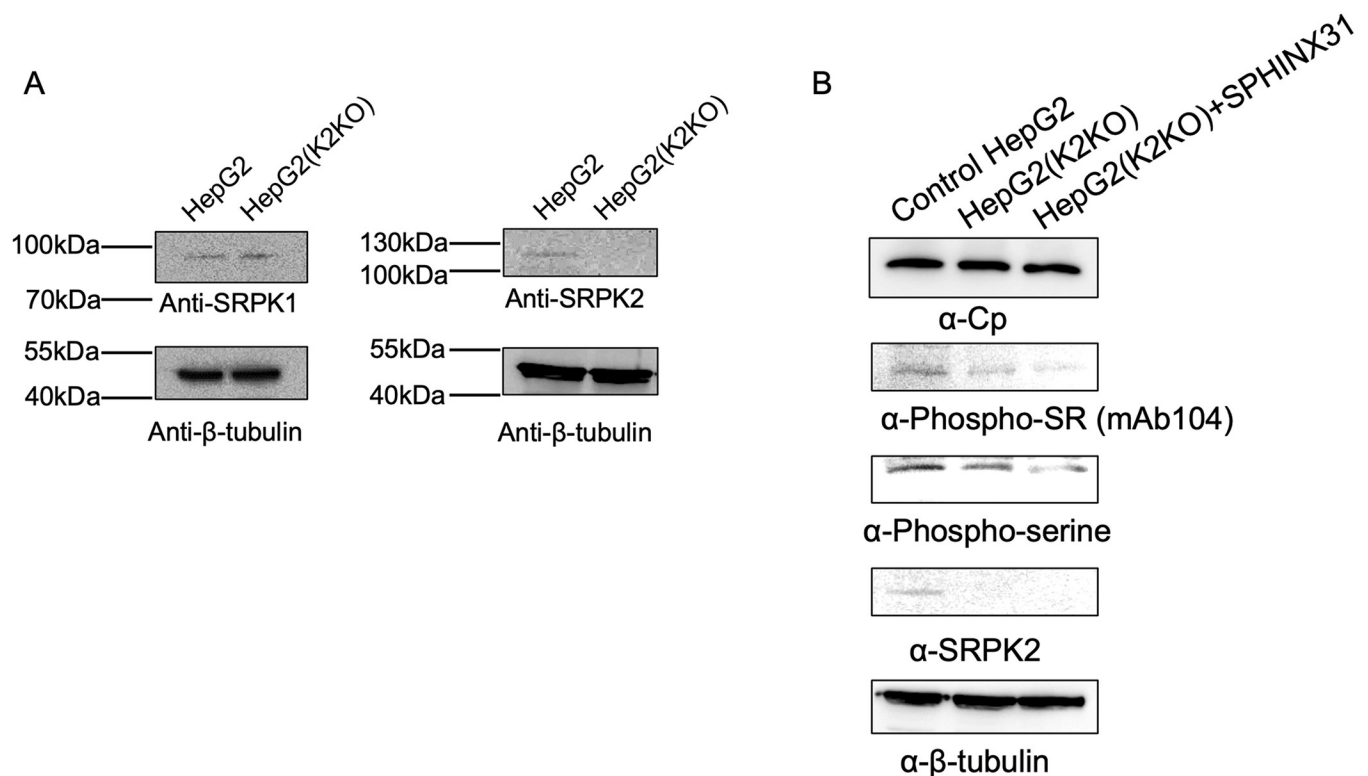 A
HepG2
HepG2(K2KO)
100kDa
70kDa
Anti-SRPK1
55kDa
40kDa
Anti-β-tubulin
HepG2
HepG2(K2KO)
130kDa
100kDa
Anti-SRPK2
55kDa
40kDa
Anti-β-tubulin
B
Control HepG2
HepG2(K2KO)
HepG2(K2KO)+SPHINX31
α-Cp
α-Phospho-SR (mAb104)
α-Phospho-serine
α-SRPK2
α-β-tubulin